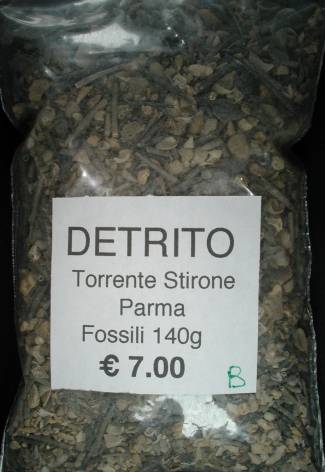 DETRITO
Torrente Stirone
Parma
Fossili 140g
€ 7.00
B